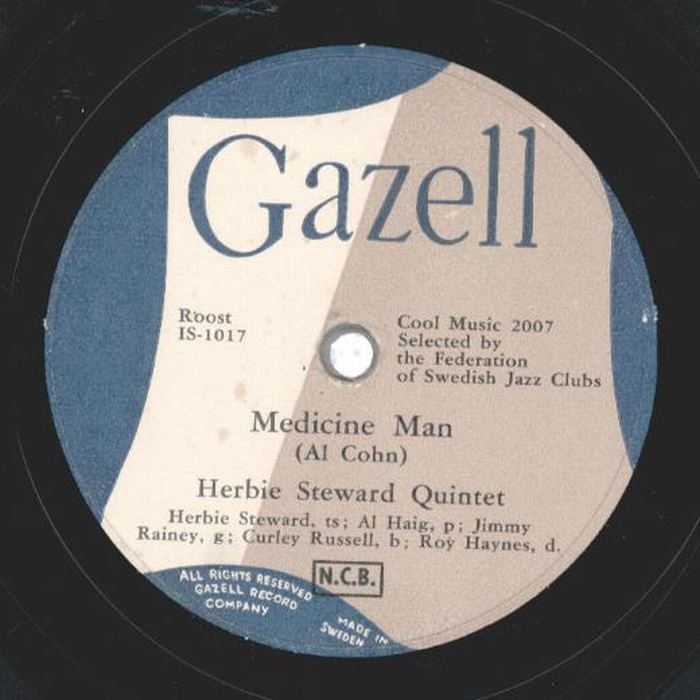 Gazell
Roost
IS-1017
Cool Music 2007
Selected by
the Federation
of Swedish Jazz Clubs
Medicine Man
(Al Cohn)
Herbie Steward Quintet
Herbie Steward, ts; Al Haig, p; Jimmy
Rainey, g; Curley Russell, b; Roy Haynes, d.
N.C.B.
ALL RIGHTS RESERVED
GAZELL RECORD
COMPANY
MADE IN
SWEDEN